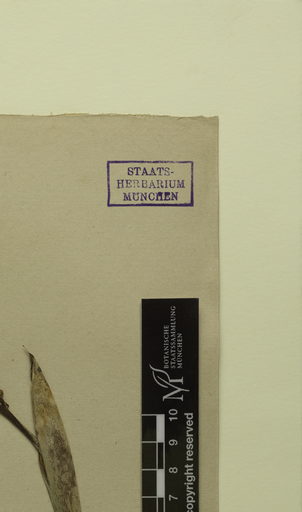 STAATS-
HERBARIUM
MÜNCHEN
BOTANISCHE
STAATSSAMMLUNG
MÜNCHEN
M
10
9
8
7
copyright reserved